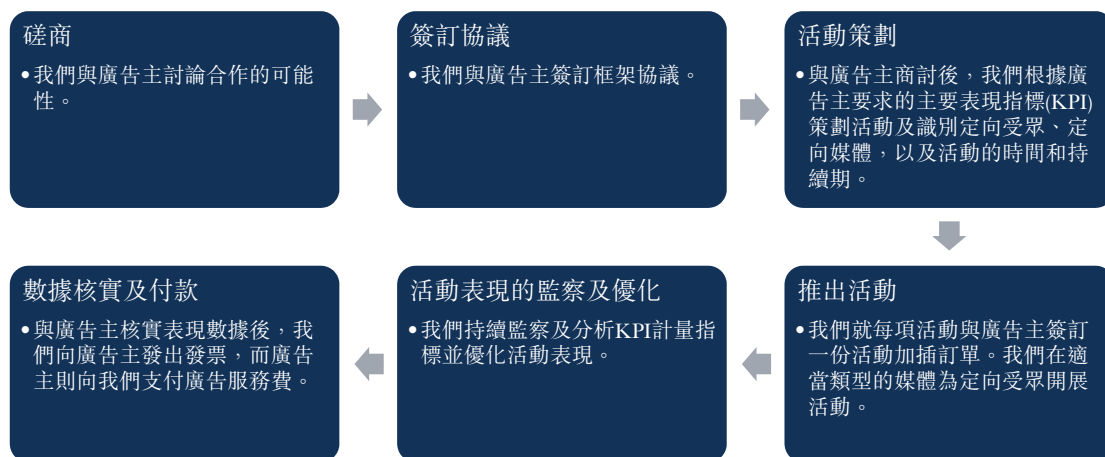 磋商
•我們與廣告主討論合作的可能
性。
簽訂協議
•我們與廣告主簽訂框架協議。
活動策劃
•與廣告主商討後，我們根據廣
告主要求的主要表現指標(KPI)
策劃活動及識別定向受眾、定
向媒體，以及活動的時間和持
續期。
推出活動
•我們就每項活動與廣告主簽訂
一份活動加插訂單。我們在適
當類型的媒體為定向受眾開展
活動。
活動表現的監察及優化
•我們持續監察及分析KPI計量指
標並優化活動表現。
數據核實及付款
•與廣告主核實表現數據後，我
們向廣告主發出發票，而廣告
主則向我們支付廣告服務費。